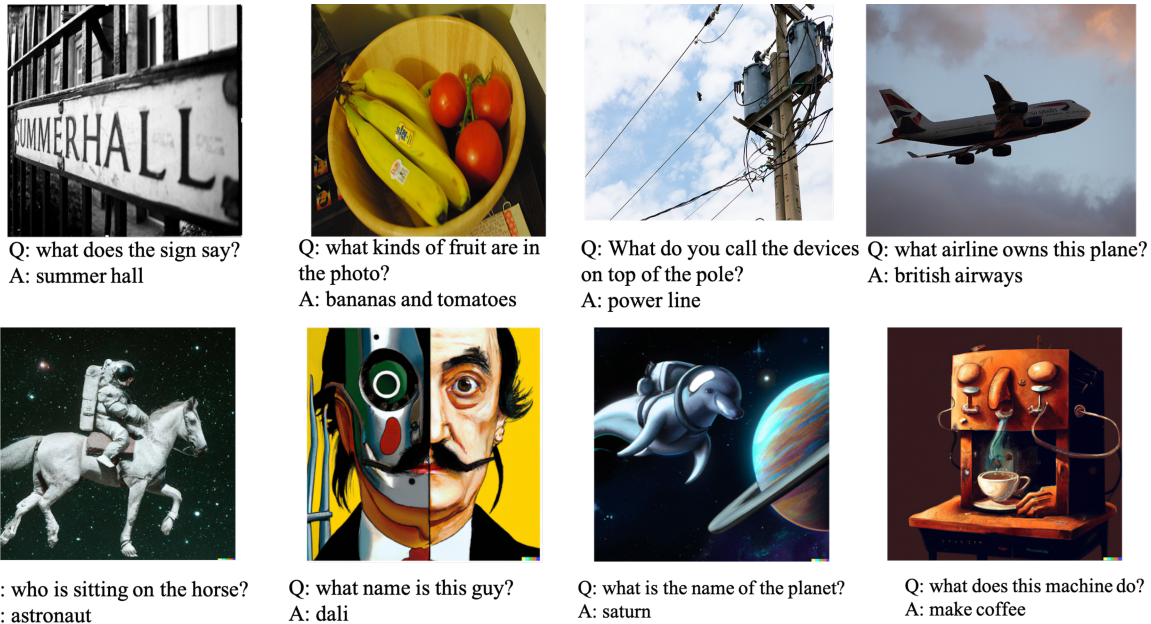 SUMMERHALL
Q: what does the sign say?
A: summer hall
Q: what kinds of fruit are in
the photo?
A: bananas and tomatoes
Q: What do you call the devices
on top of the pole?
A: power line
Q: what airline owns this plane?
A: british airways
: who is sitting on the horse?
: astronaut
Q: what name is this guy?
A: dali
Q: what is the name of the planet?
A: saturn
Q: what does this machine do?
A: make coffee